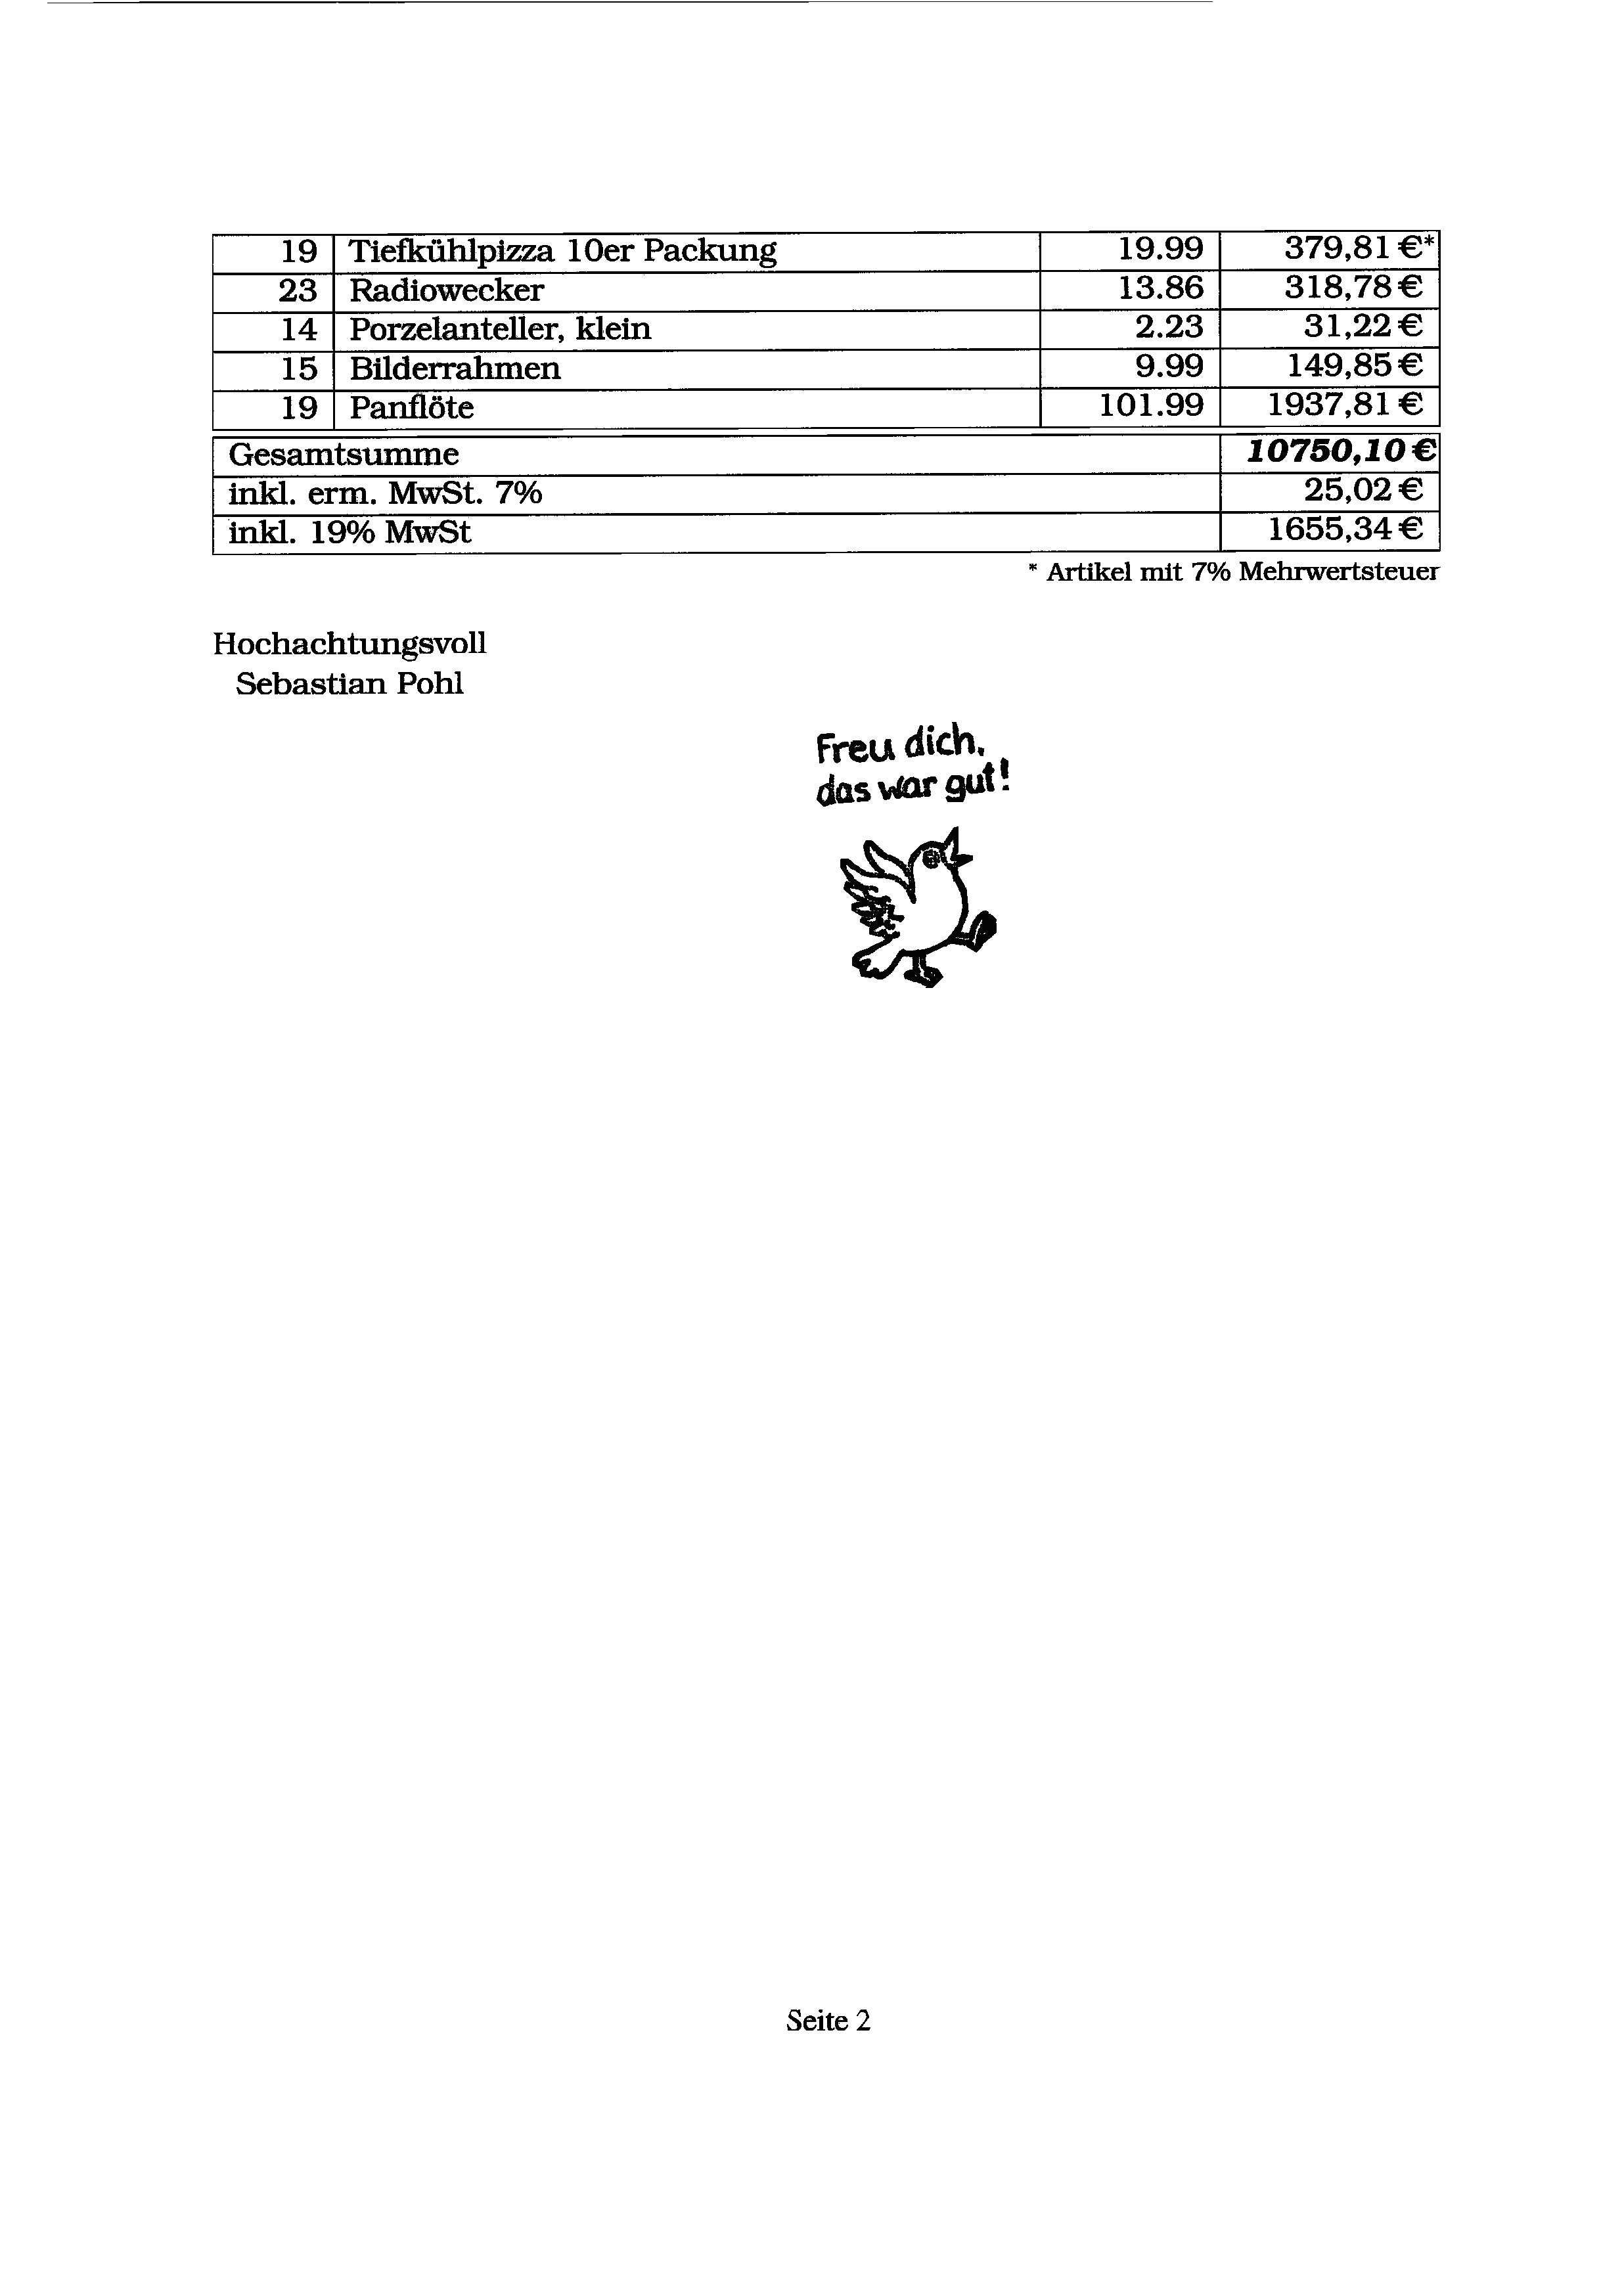 19 Tiefkühlpizza 10er Packung 19.99 379,81 €*
23 Radiowecker 13.86 318,78 €
14 Porzelanteller, klein 2.23 31,22 €
15 Bilderrahmen 9.99 149,85 €
19 Panflöte 101.99 1937,81 €
Gesamtsumme 10750,10 €
inkl. erm. MwSt. 7% 25,02 €
inkl. 19% MwSt 1655,34 €
* Artikel mit 7% Mehrwertsteuer
Hochachtungsvoll
Sebastian Pohl
Freu dich,
das war gut!
Seite 2